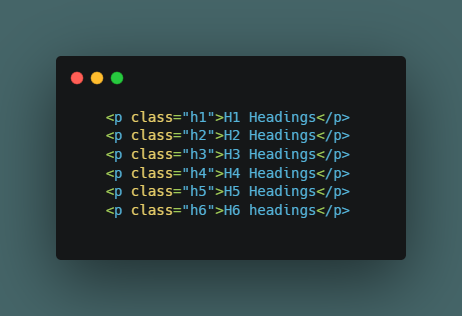 <p class="h1">H1 Headings</p>
<p class="h2">H2 Headings</p>
<p class="h3">H3 Headings</p>
<p class="h4">H4 Headings</p>
<p class="h5">H5 Headings</p>
<p class="h6">H6 headings</p>